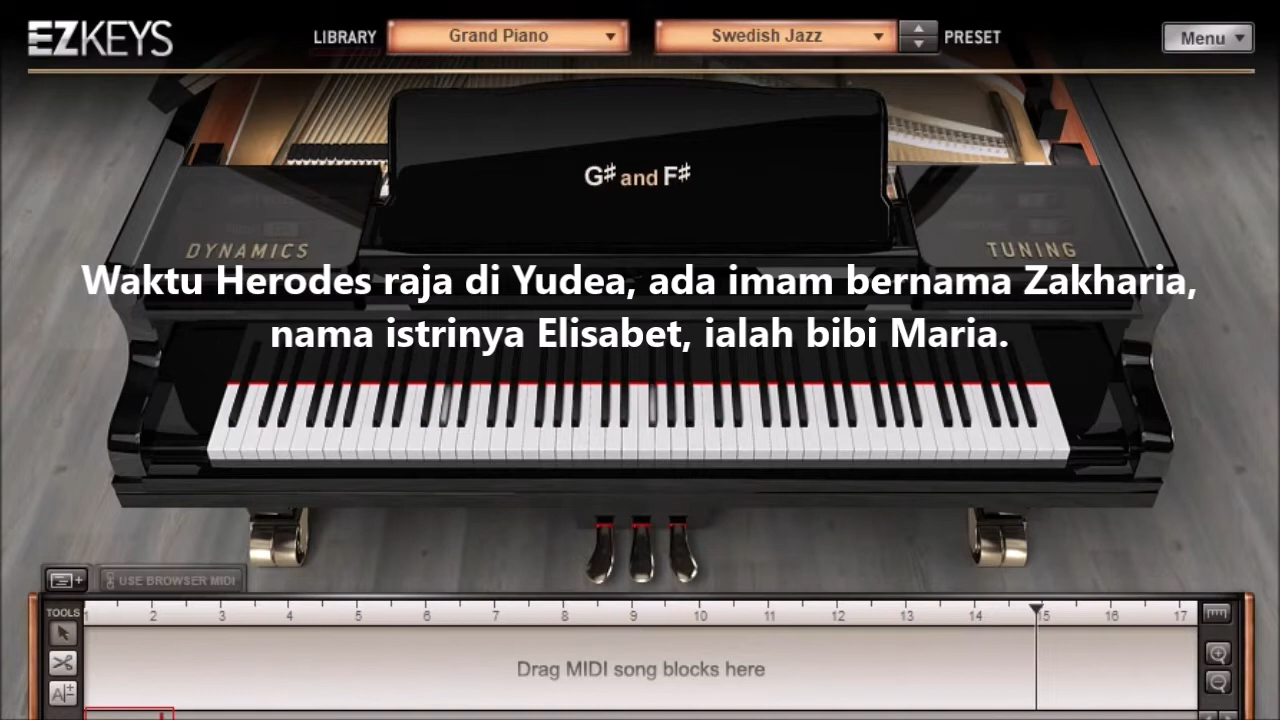 EZKEYS
LIBRARY
Grand Piano
Swedish Jazz
PRESET
Menu
G♯ and F♯
DYNAMICS
TUNING
Waktu Herodes raja di Yudea, ada imam bernama Zakharia,
nama istrinya Elisabet, ialah bibi Maria.
USE BROWSER MIDI
TOOLS
1 2 3 4 5 6 7 8 9 10 11 12 13 14 15 16 17
Drag MIDI song blocks here
A